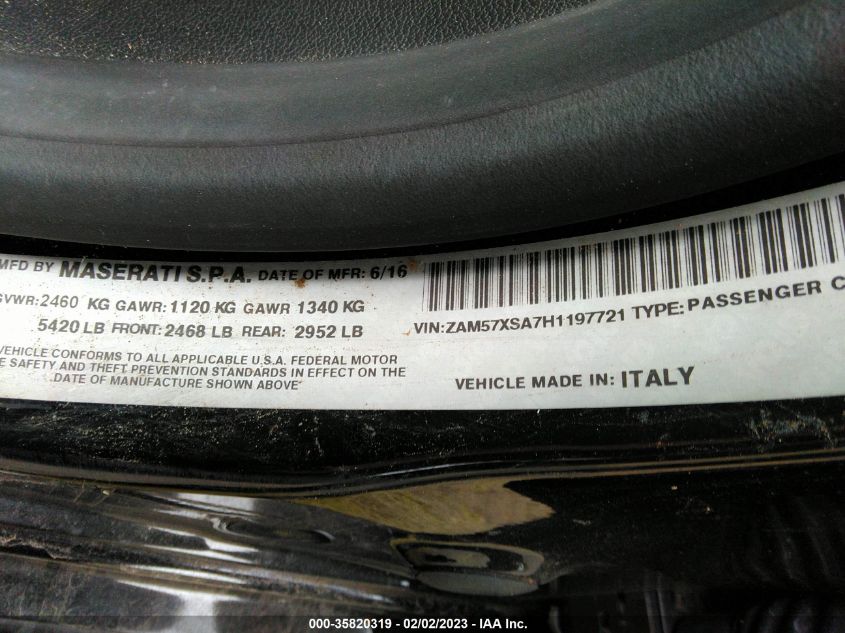 MFD BY MASERATI S.P.A. DATE OF MFR: 6/16
GVWR:2460 KG GAWR:1120 KG GAWR 1340 KG
5420 LB FRONT:2468 LB REAR: 2952 LB
VEHICLE CONFORMS TO ALL APPLICABLE U.S.A. FEDERAL MOTOR
SAFETY AND THEFT PREVENTION STANDARDS IN EFFECT ON THE
DATE OF MANUFACTURE SHOWN ABOVE
VIN:ZAM57XSA7H1197721 TYPE:PASSENGER C
VEHICLE MADE IN: ITALY
000-35820319 - 02/02/2023 - IAA Inc.